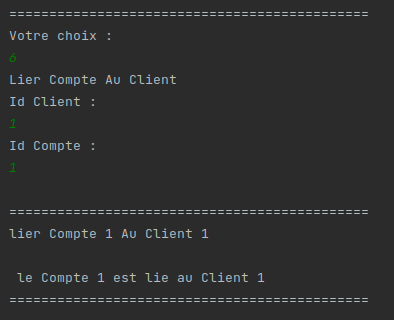 =============================================
Votre choix :
6
Lier Compte Au Client
Id Client :
1
Id Compte :
1
=============================================
lier Compte 1 Au Client 1
le Compte 1 est lie au Client 1
=============================================